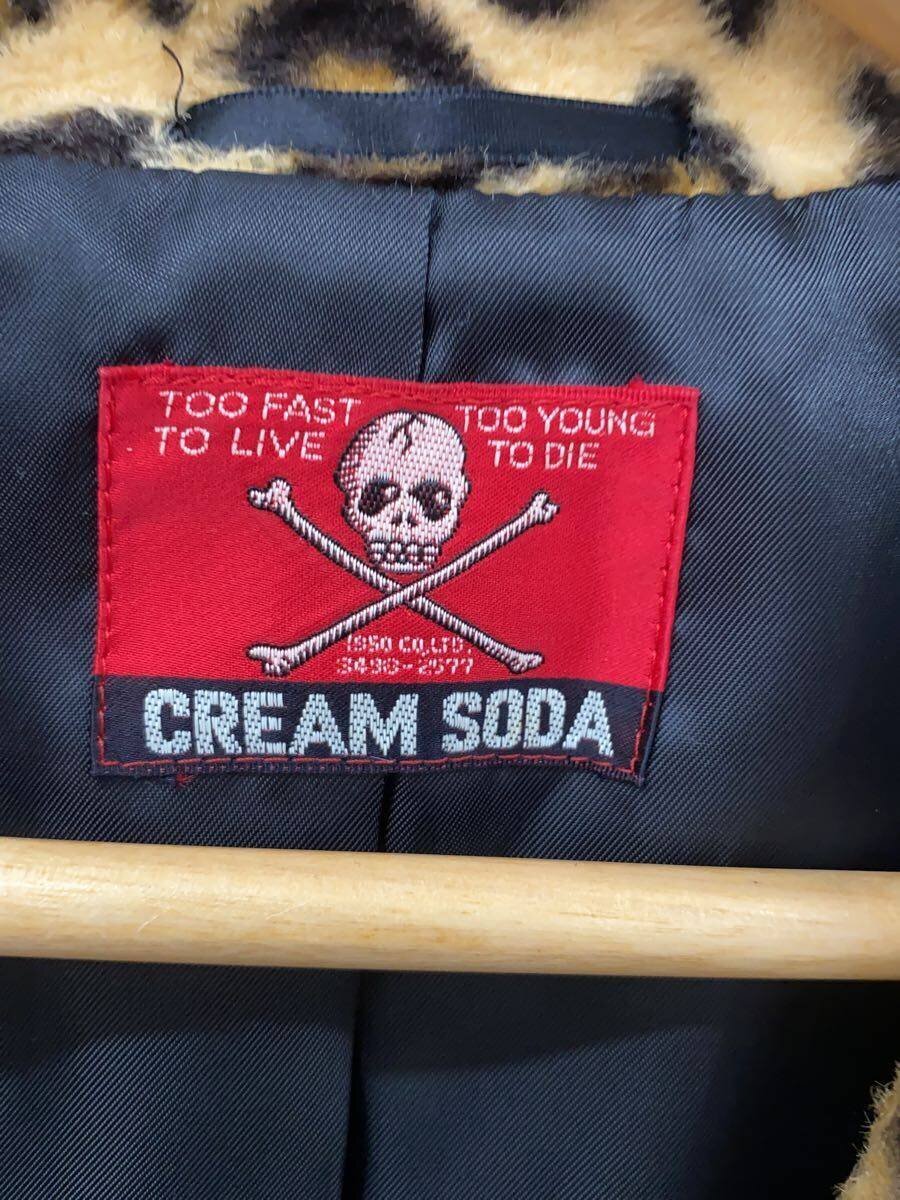 TOO FAST
TO LIVE
TOO YOUNG
TO DIE
1950 CO,LTD.
3496-2577
CREAM SODA